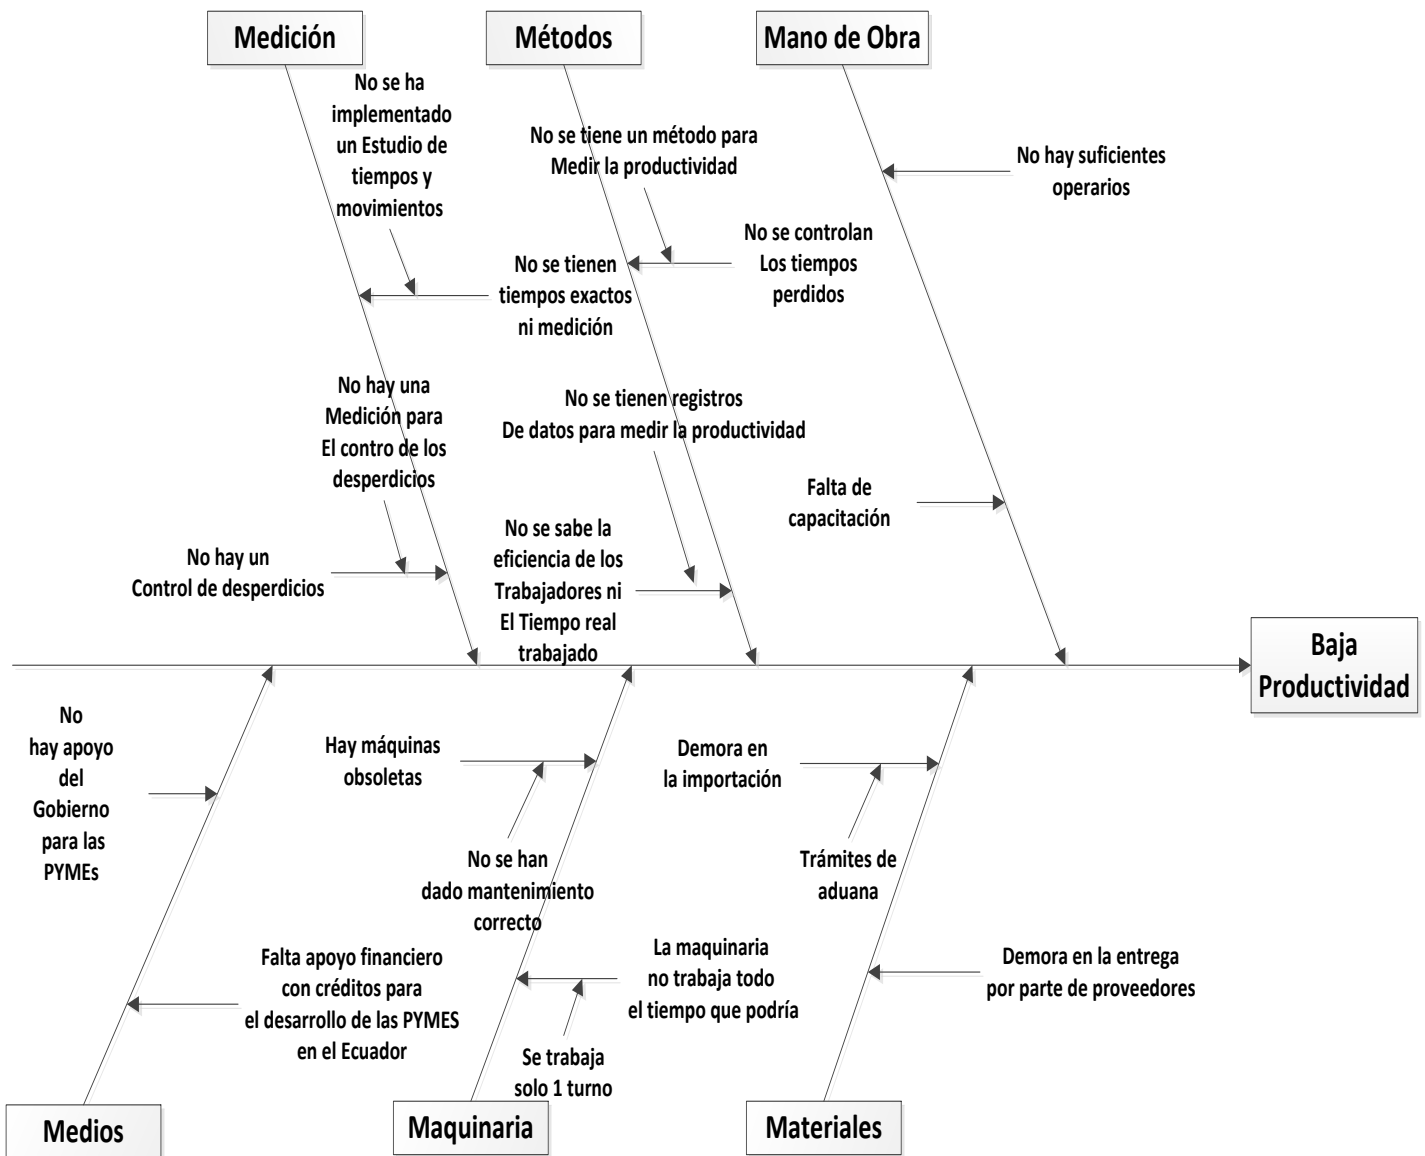 Medición
Métodos
Mano de Obra
No se ha
implementado
un Estudio de
tiempos y
movimientos
No se tiene un método para
Medir la productividad
No hay suficientes
operarios
No se controlan
Los tiempos
perdidos
No se tienen
tiempos exactos
ni medición
No hay una
Medición para
El contro de los
desperdicios
No se tienen registros
De datos para medir la productividad
Falta de
capacitación
No hay un
Control de desperdicios
No se sabe la
eficiencia de los
Trabajadores ni
El Tiempo real
trabajado
Baja
Productividad
No
hay apoyo
del
Gobierno
para las
PYMEs
Hay máquinas
obsoletas
Demora en
la importación
No se han
dado mantenimiento
correcto
Trámites de
aduana
Falta apoyo financiero
con créditos para
el desarrollo de las PYMES
en el Ecuador
La maquinaria
no trabaja todo
el tiempo que podría
Demora en la entrega
por parte de proveedores
Se trabaja
solo 1 turno
Medios
Maquinaria
Materiales